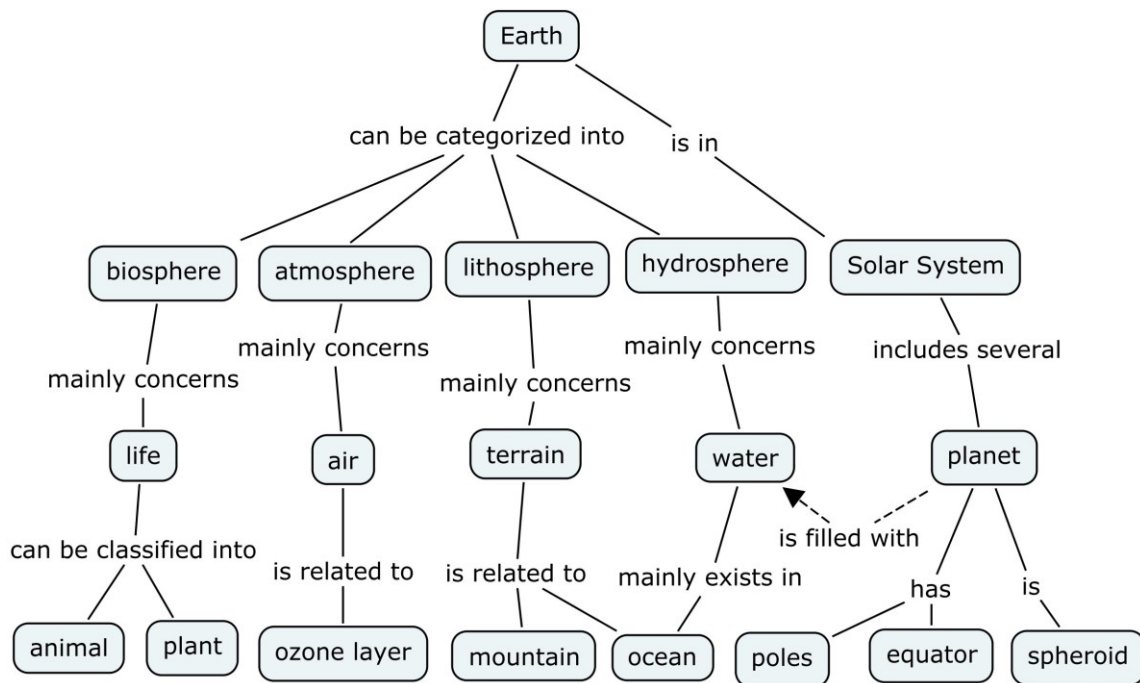 Earth
can be categorized into
is in
biosphere
atmosphere
lithosphere
hydrosphere
Solar System
mainly concerns
mainly concerns
mainly concerns
mainly concerns
includes several
life
air
terrain
water
planet
can be classified into
is related to
is related to
mainly exists in
is filled with
has
is
animal
plant
ozone layer
mountain
ocean
poles
equator
spheroid